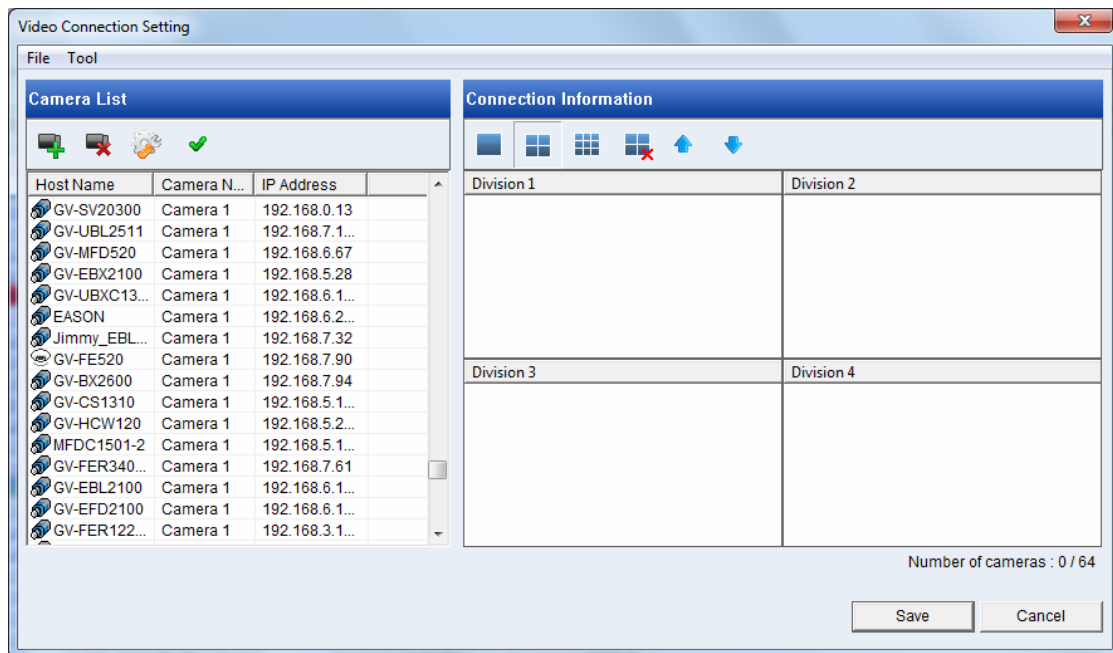 Video Connection Setting
File Tool
Camera List
Connection Information
Host Name Camera N... IP Address
GV-SV20300 Camera 1 192.168.0.13
GV-UBL2511 Camera 1 192.168.7.1...
GV-MFD520 Camera 1 192.168.6.67
GV-EBX2100 Camera 1 192.168.5.28
GV-UBXC13... Camera 1 192.168.6.1...
EASON Camera 1 192.168.6.2...
Jimmy_EBL... Camera 1 192.168.7.32
GV-FE520 Camera 1 192.168.7.90
GV-BX2600 Camera 1 192.168.7.94
GV-CS1310 Camera 1 192.168.5.1...
GV-HCW120 Camera 1 192.168.5.2...
MFDC1501-2 Camera 1 192.168.5.1...
GV-FER340... Camera 1 192.168.7.61
GV-EBL2100 Camera 1 192.168.6.1...
GV-EFD2100 Camera 1 192.168.6.1...
GV-FER122... Camera 1 192.168.3.1...
Division 1 Division 2
Division 3 Division 4
Number of cameras : 0 / 64
Save Cancel